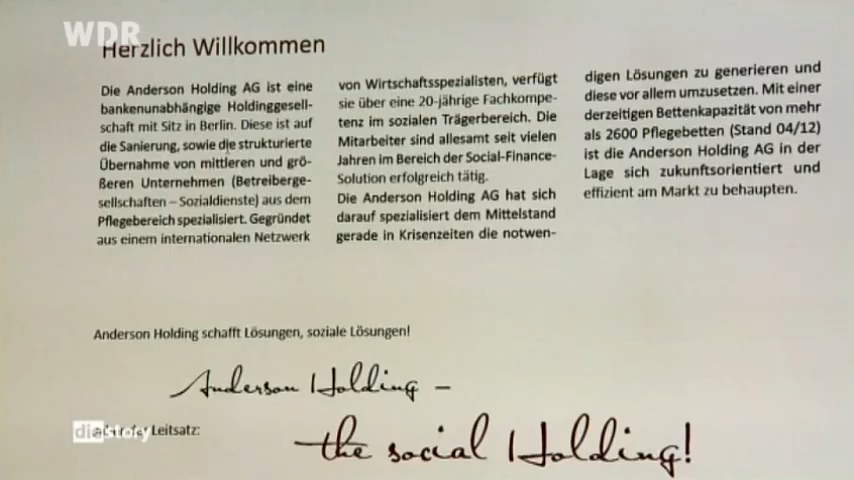 WDR
Herzlich Willkommen
Die Anderson Holding AG ist eine
bankenunabhängige Holdinggesell-
schaft mit Sitz in Berlin. Diese ist auf
die Sanierung, sowie die strukturierte
Übernahme von mittleren und grö-
ßeren Unternehmen (Betreiberge-
sellschaften – Sozialdienste) aus dem
Pflegebereich spezialisiert. Gegründet
aus einem internationalen Netzwerk
von Wirtschaftsspezialisten, verfügt
sie über eine 20-jährige Fachkompe-
tenz im sozialen Trägerbereich. Die
Mitarbeiter sind allesamt seit vielen
Jahren im Bereich der Social-Finance-
Solution erfolgreich tätig.
Die Anderson Holding AG hat sich
darauf spezialisiert dem Mittelstand
gerade in Krisenzeiten die notwen-
digen Lösungen zu generieren und
diese vor allem umzusetzen. Mit einer
derzeitigen Bettenkapazität von mehr
als 2600 Pflegebetten (Stand 04/12)
ist die Anderson Holding AG in der
Lage sich zukunftsorientiert und
effizient am Markt zu behaupten.
Anderson Holding schafft Lösungen, soziale Lösungen!
Anderson Holding –
Leitsatz:
the social Holding!
die story